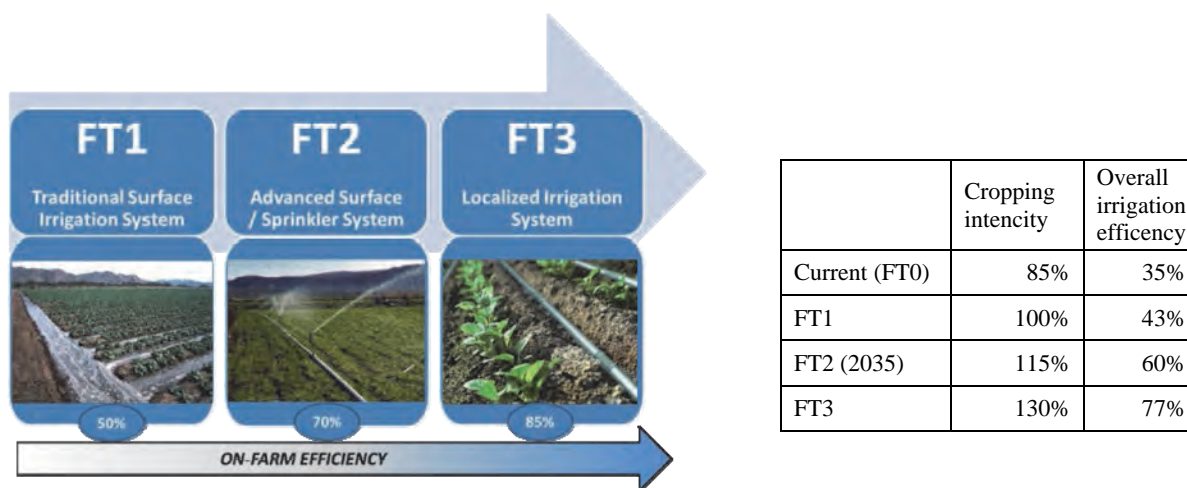 FT1
Traditional Surface
Irrigation System
50%
FT2
Advanced Surface
/ Sprinkler System
70%
FT3
Localized Irrigation
System
85%
ON-FARM EFFICIENCY
Cropping
intencity
Overall
irrigation
efficency
Current (FT0) 85% 35%
FT1 100% 43%
FT2 (2035) 115% 60%
FT3 130% 77%